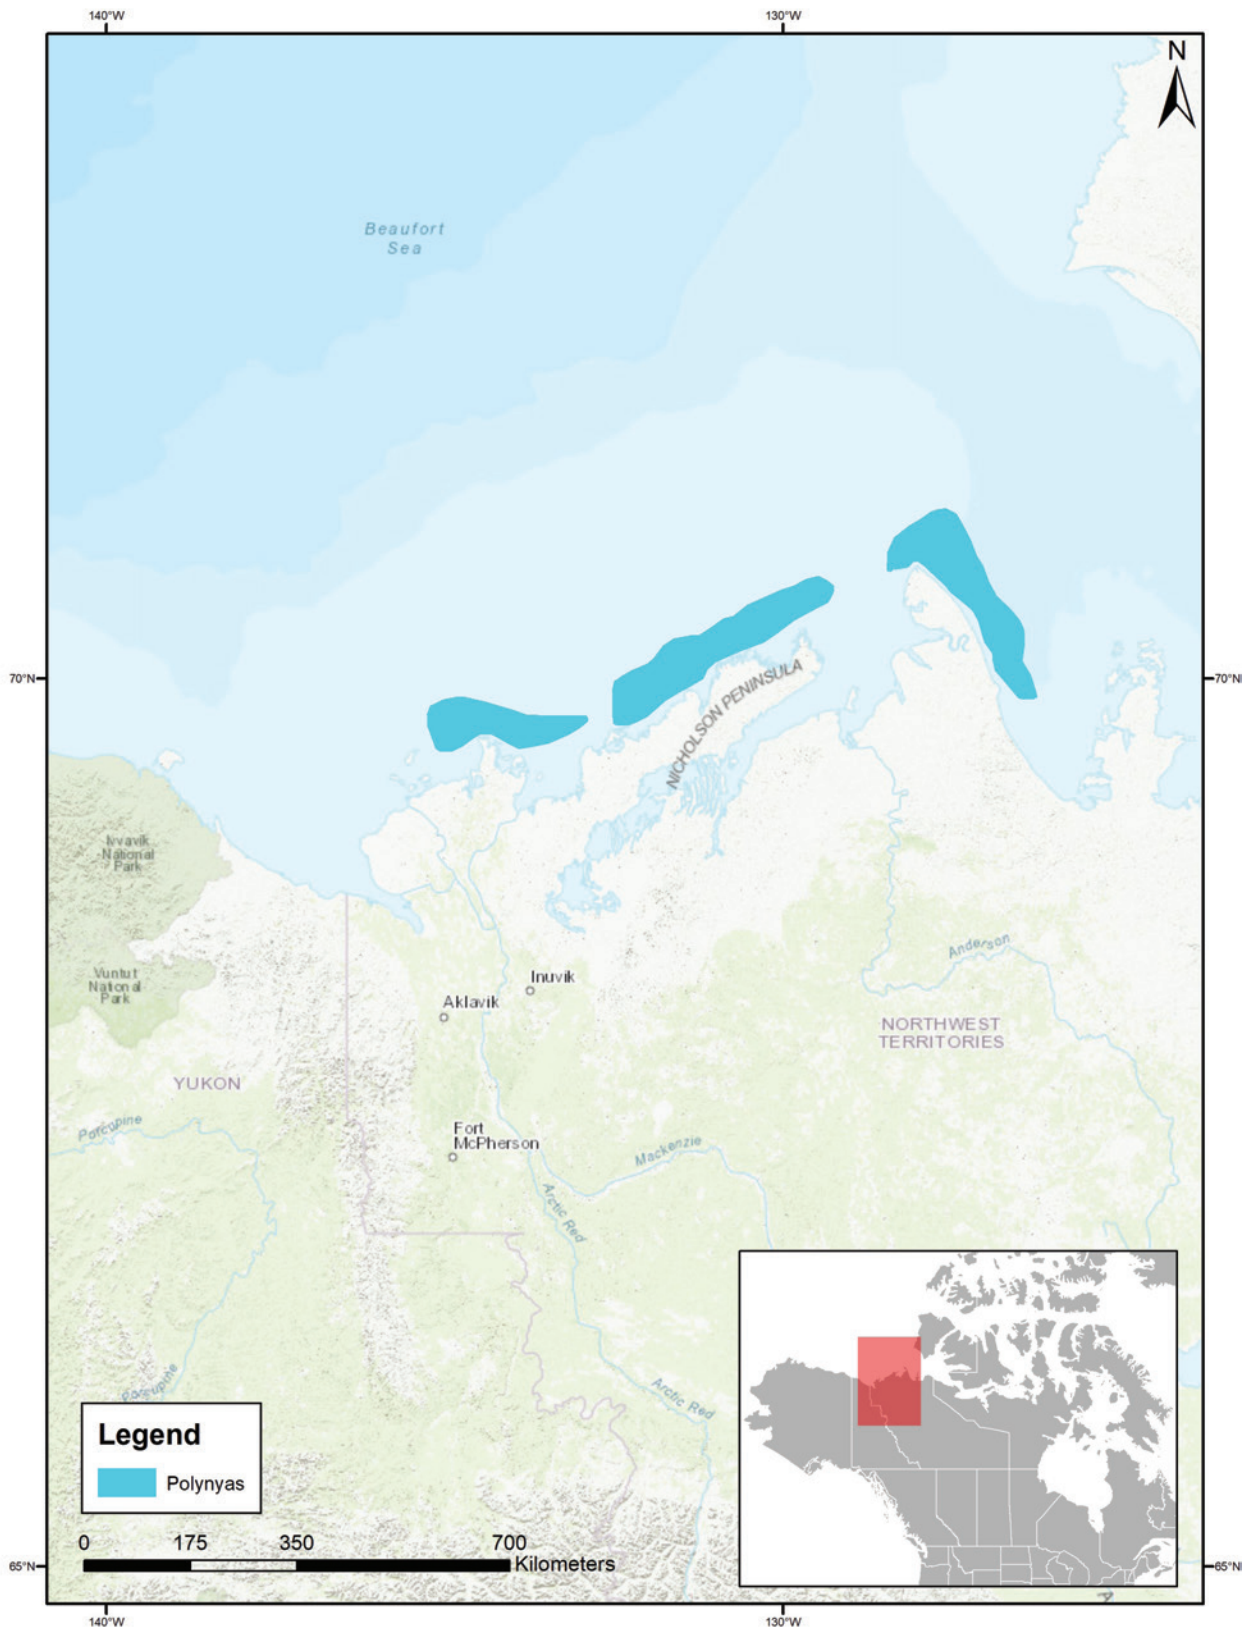 140°W
130°W
N
Beaufort
Sea
70°N
70°N
NICHOLSON PENINSULA
Ivvavik
National
Park
Vuntut
National
Park
Anderson
Inuvik
Aklavik
NORTHWEST
TERRITORIES
YUKON
Porcupine
Fort
McPherson
Mackenzie
Arctic Red
Porcupine
Arctic Red
Legend
Polynyas
0
175
350
700
Kilometers
65°N
65°N
140°W
130°W